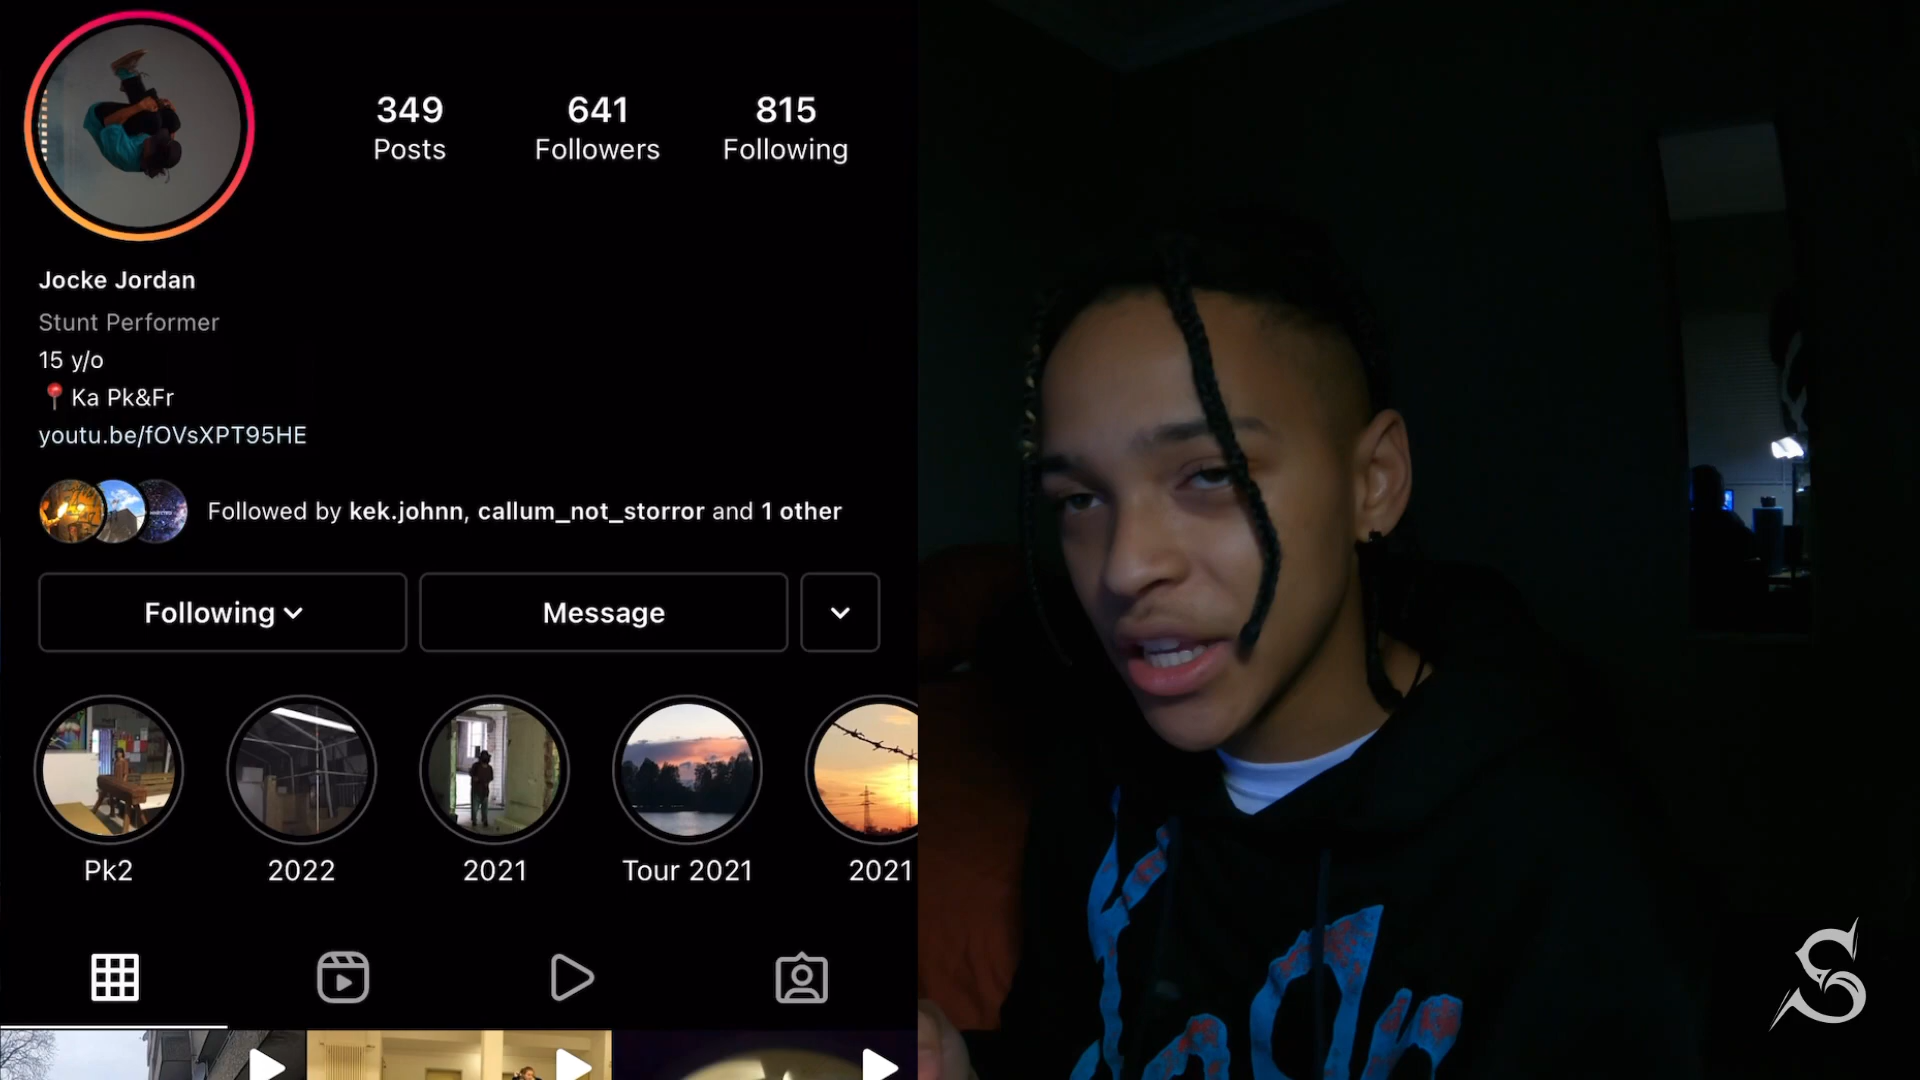 349 641 815
Posts Followers Following
Jocke Jordan
Stunt Performer
15 y/o
📍Ka Pk&Fr
youtu.be/fOVsXPT95HE
Followed by kek.johnn, callum_not_storror and 1 other
Following Message
Pk2 2022 2021 Tour 2021 2021
S